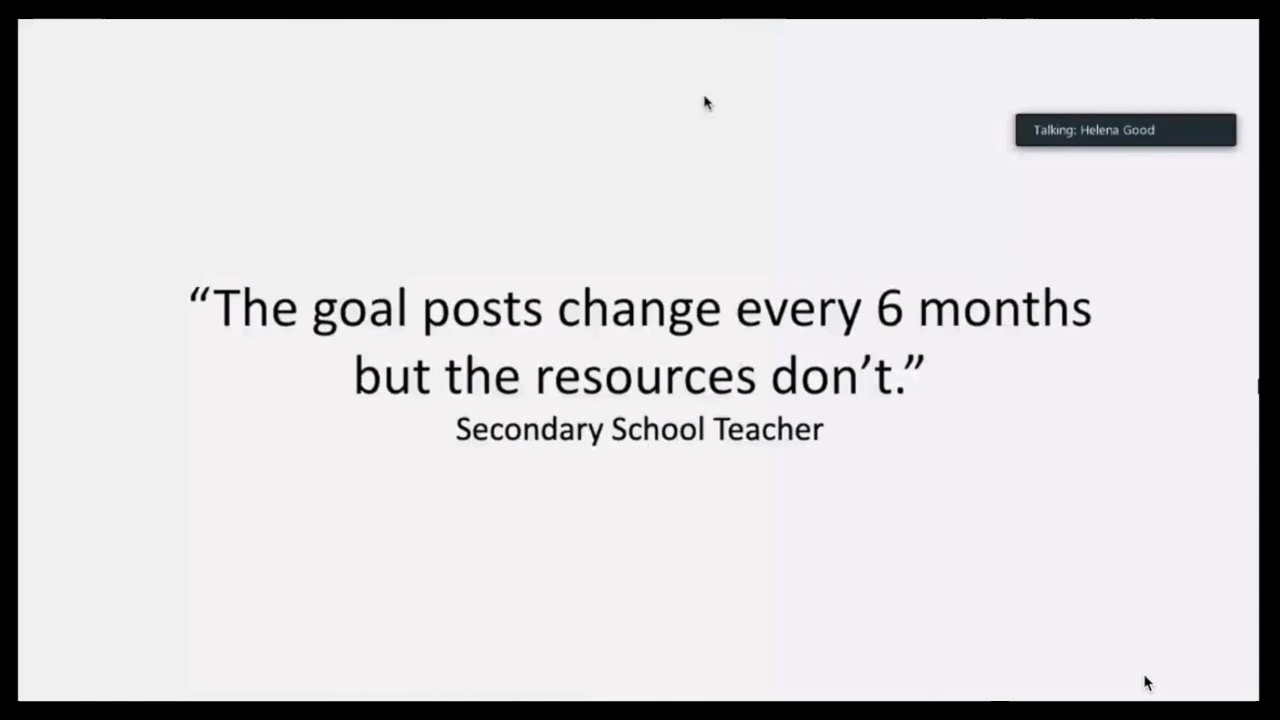 Talking: Helena Good
“The goal posts change every 6 months
but the resources don’t.”
Secondary School Teacher